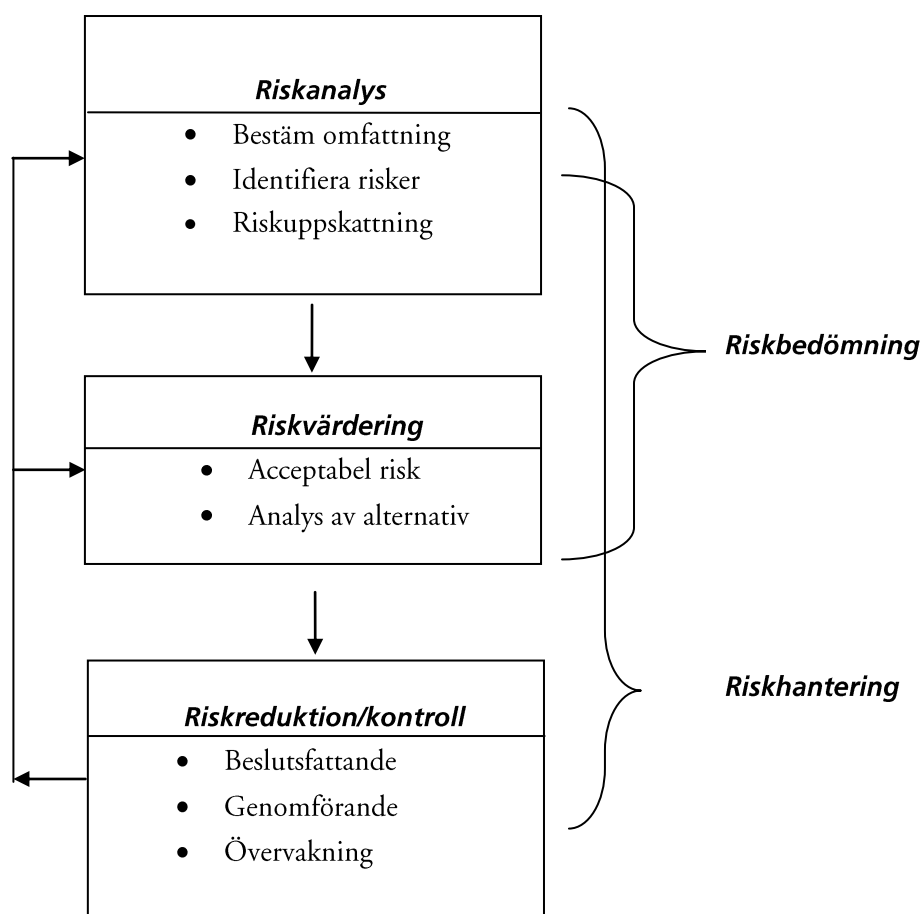 Riskanalys
• Bestäm omfattning
• Identifiera risker
• Riskuppskattning
Riskbedömning
Riskvärdering
• Acceptabel risk
• Analys av alternativ
Riskhantering
Riskreduktion/kontroll
• Beslutsfattande
• Genomförande
• Övervakning